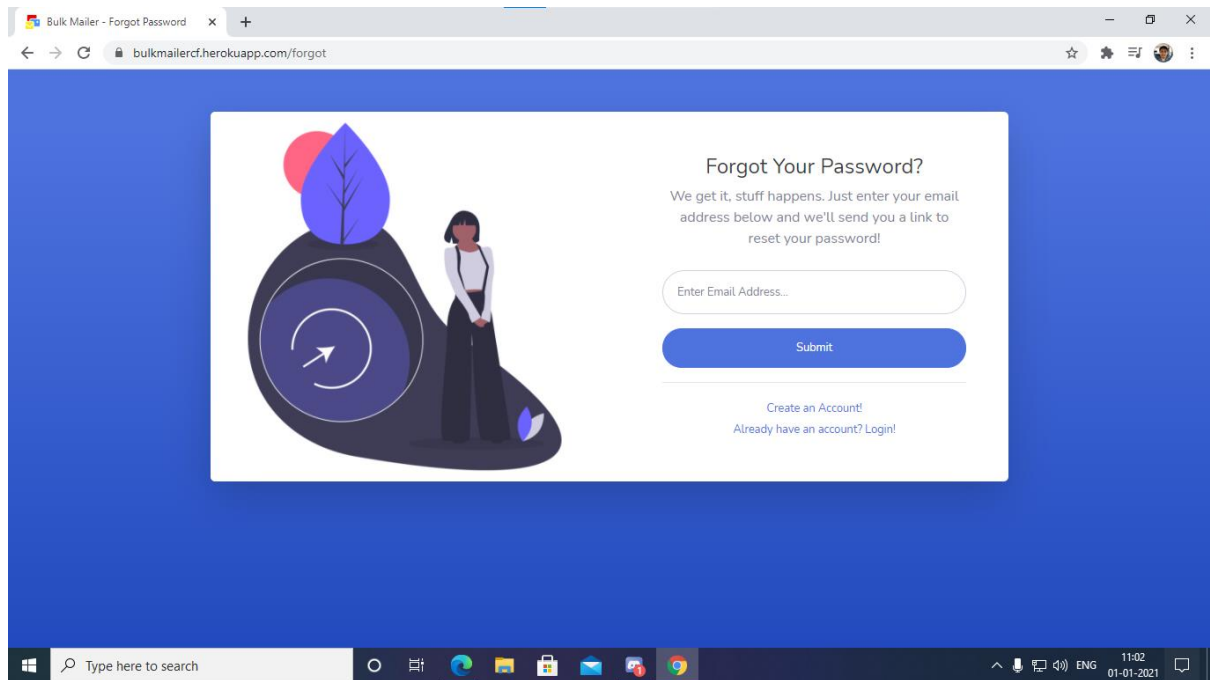 Bulk Mailer - Forgot Password
bulkmailercf.herokuapp.com/forgot
Forgot Your Password?
We get it, stuff happens. Just enter your email
address below and we'll send you a link to
reset your password!
Enter Email Address...
Submit
Create an Account!
Already have an account? Login!
Type here to search
ENG
11:02
01-01-2021